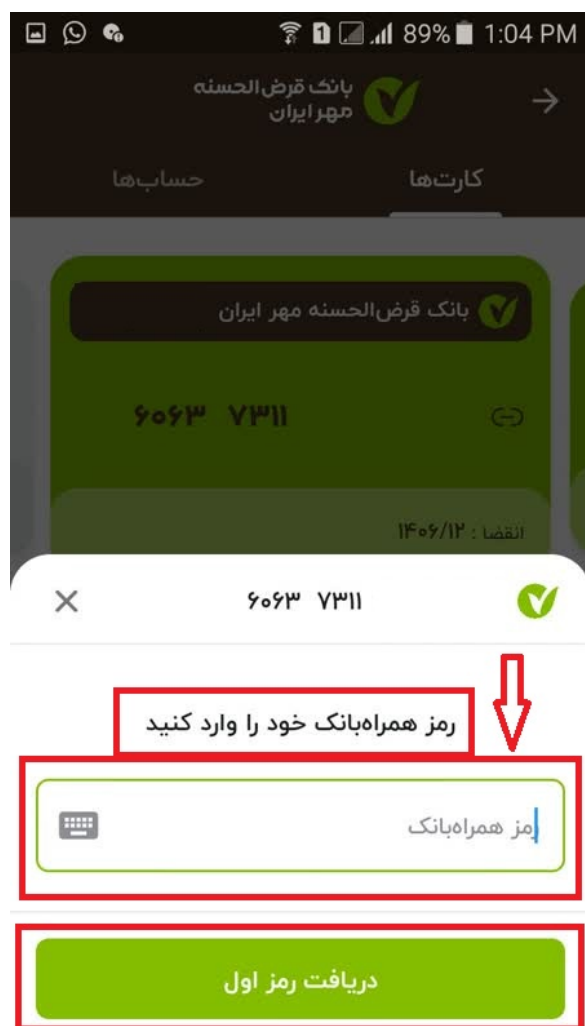 89% 1:04 PM
بانک قرض‌الحسنه
مهر ایران
کارت‌ها
حساب‌ها
بانک قرض‌الحسنه مهر ایران
۶۰۶۳ ۷۳۱۱
انقضا : ۱۴۰۶/۱۲
۶۰۶۳ ۷۳۱۱
رمز همراه‌بانک خود را وارد کنید
رمز همراه‌بانک
دریافت رمز اول